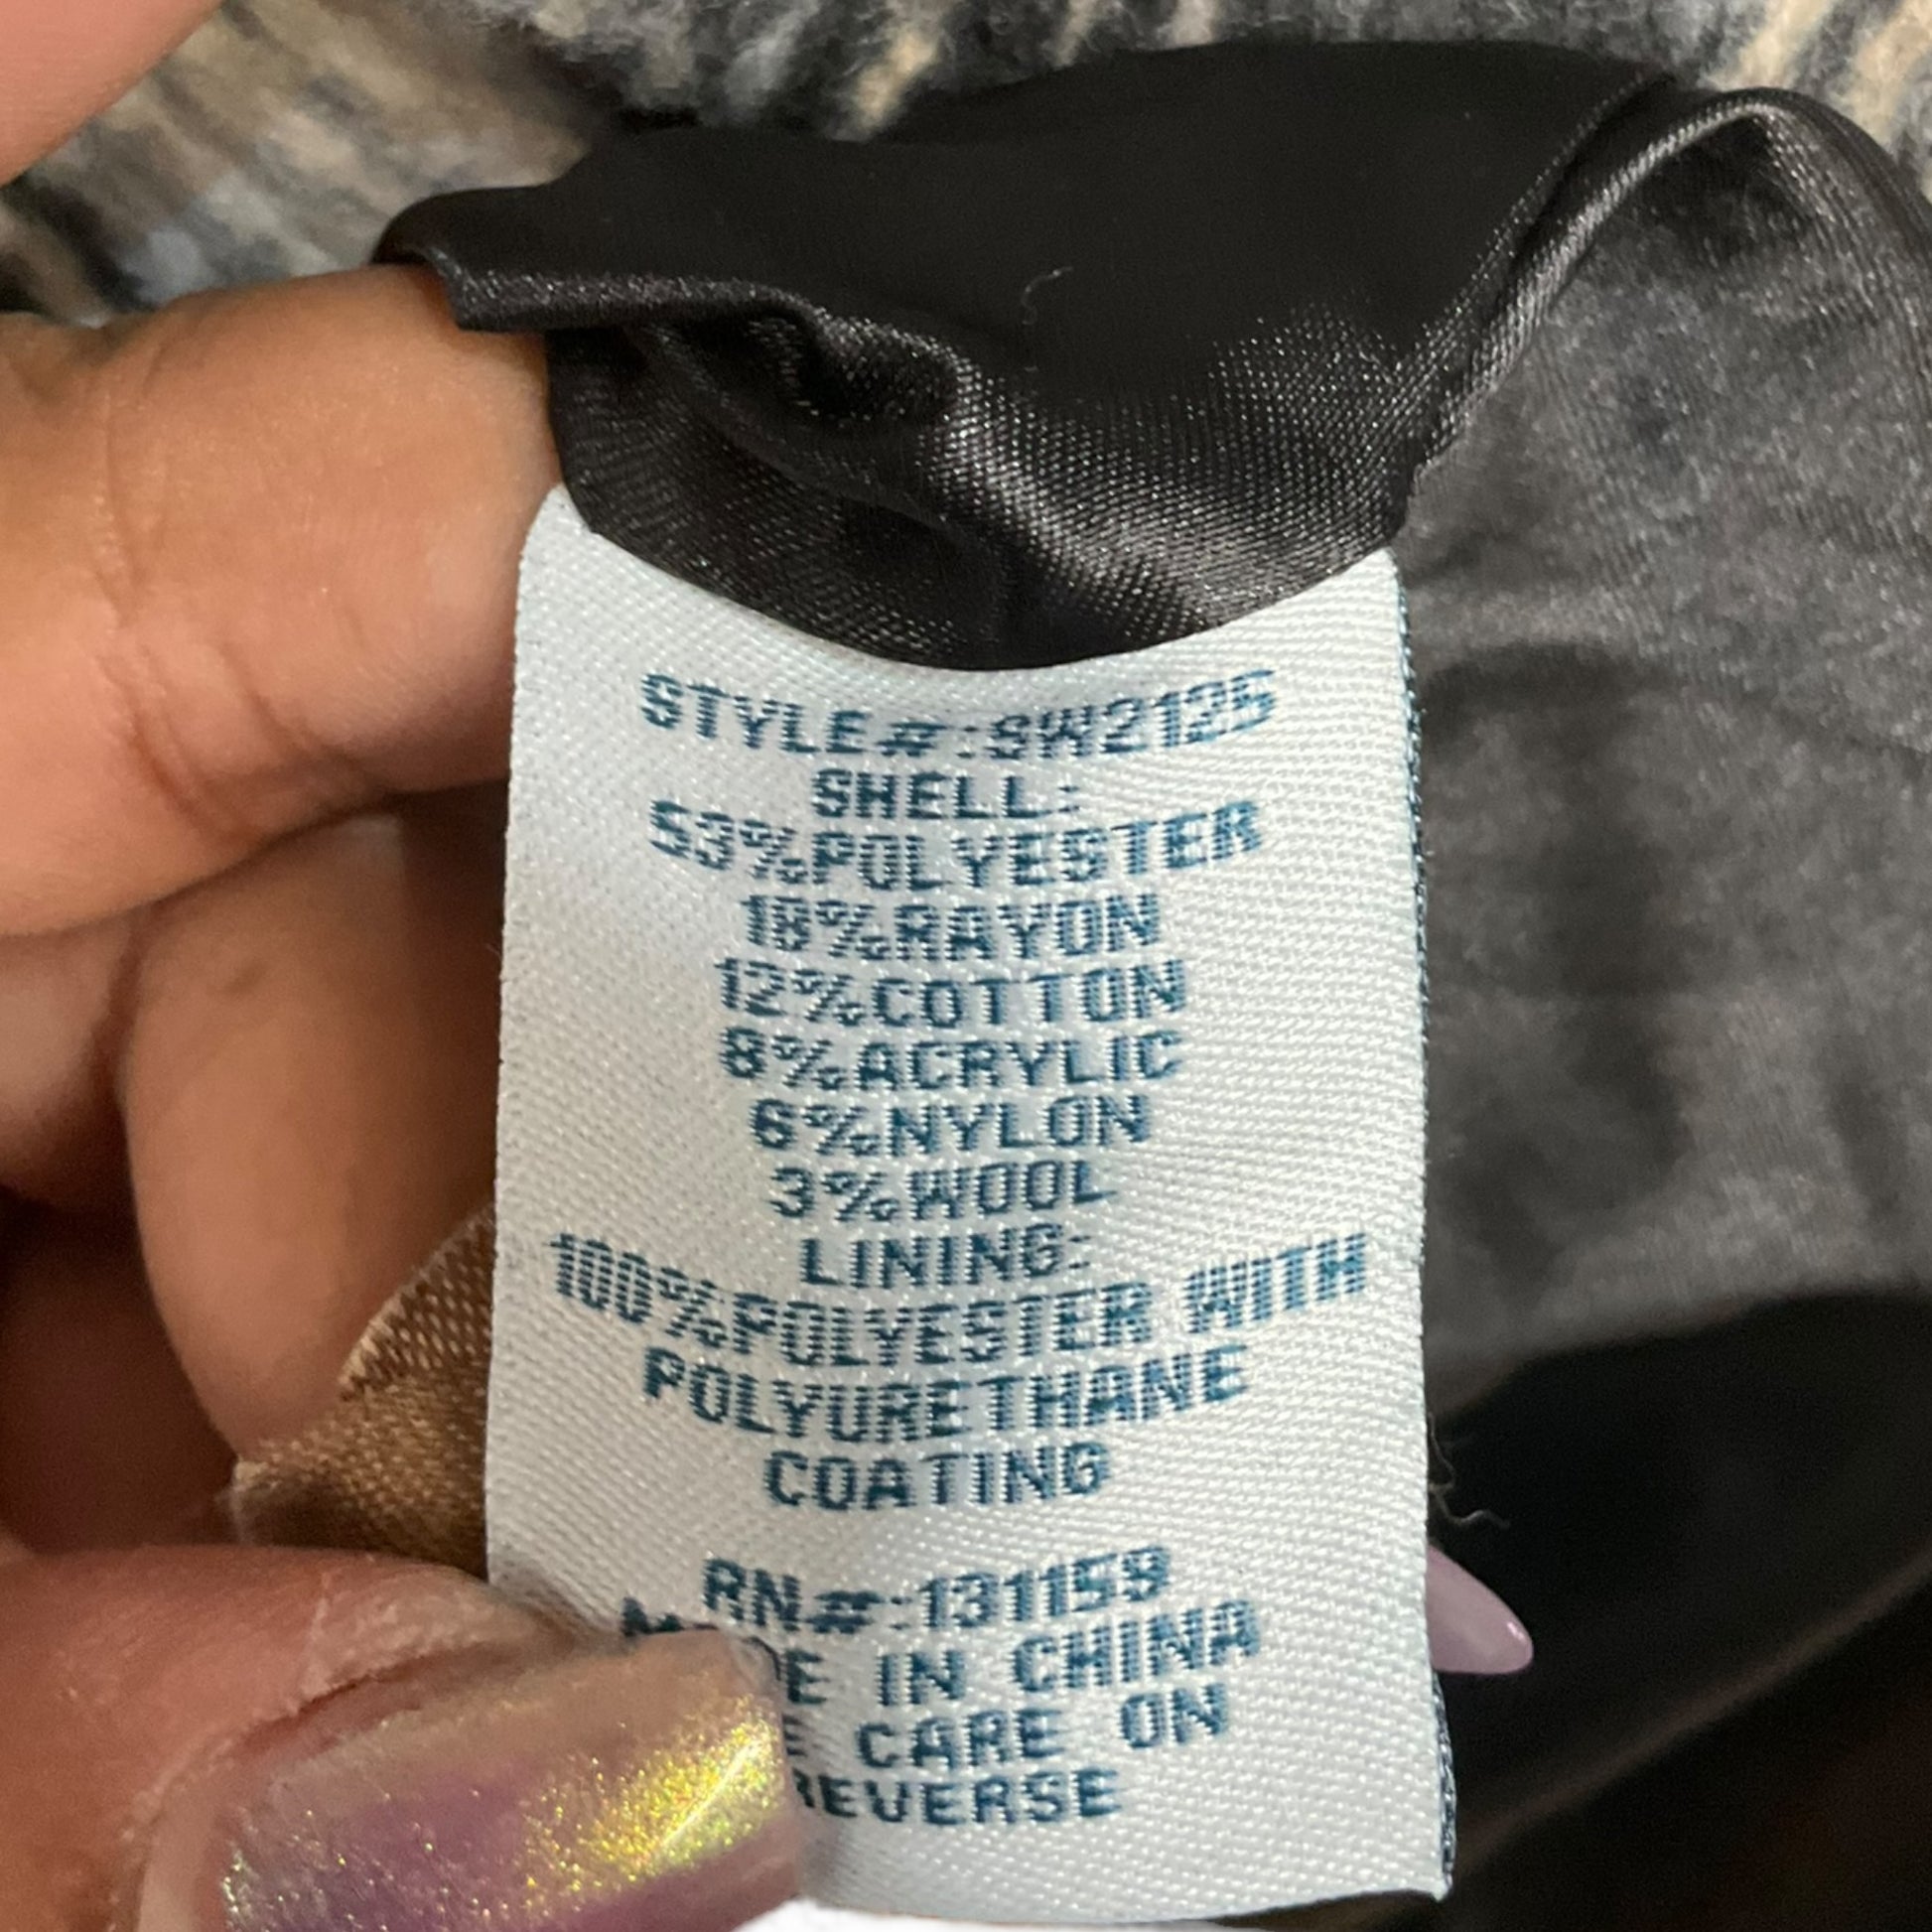 STYLE#:SW2125
SHELL:
53%POLYESTER
18%RAYON
12%COTTON
8%ACRYLIC
6%NYLON
3%WOOL
LINING:
100%POLYESTER WITH
POLYURETHANE
COATING
RN#:131159
IN CHINA
CARE ON
REVERSE